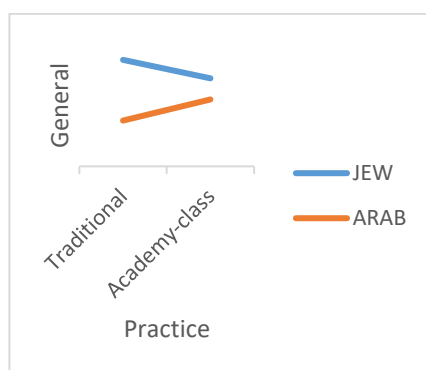 General
JEW
ARAB
Traditional
Academy-class
Practice